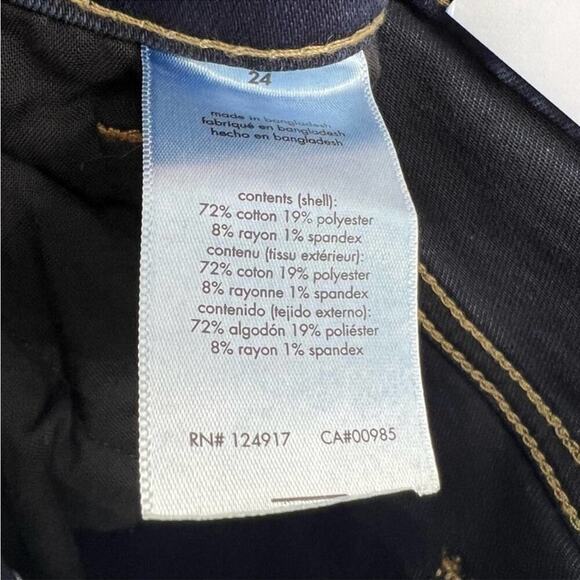 24
made in bangladesh
fabriqué en bangladesh
hecho en bangladesh
contents (shell):
72% cotton 19% polyester
8% rayon 1% spandex
contenu (tissu extérieur):
72% coton 19% polyester
8% rayonne 1% spandex
contenido (tejido externo):
72% algodón 19% poliéster
8% rayon 1% spandex
RN# 124917 CA#00985